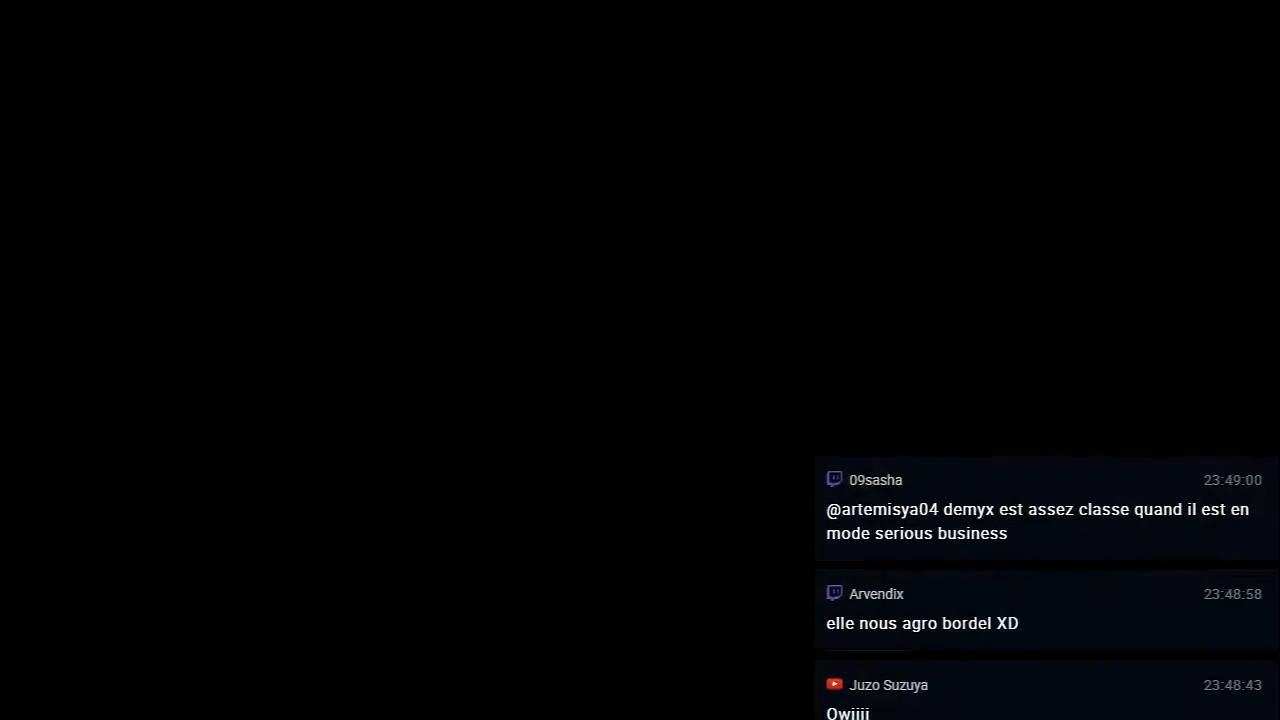 09sasha 23:49:00
@artemisya04 demyx est assez classe quand il est en
mode serious business
Arvendix 23:48:58
elle nous agro bordel XD
Juzo Suzuya 23:48:43
Owiiii